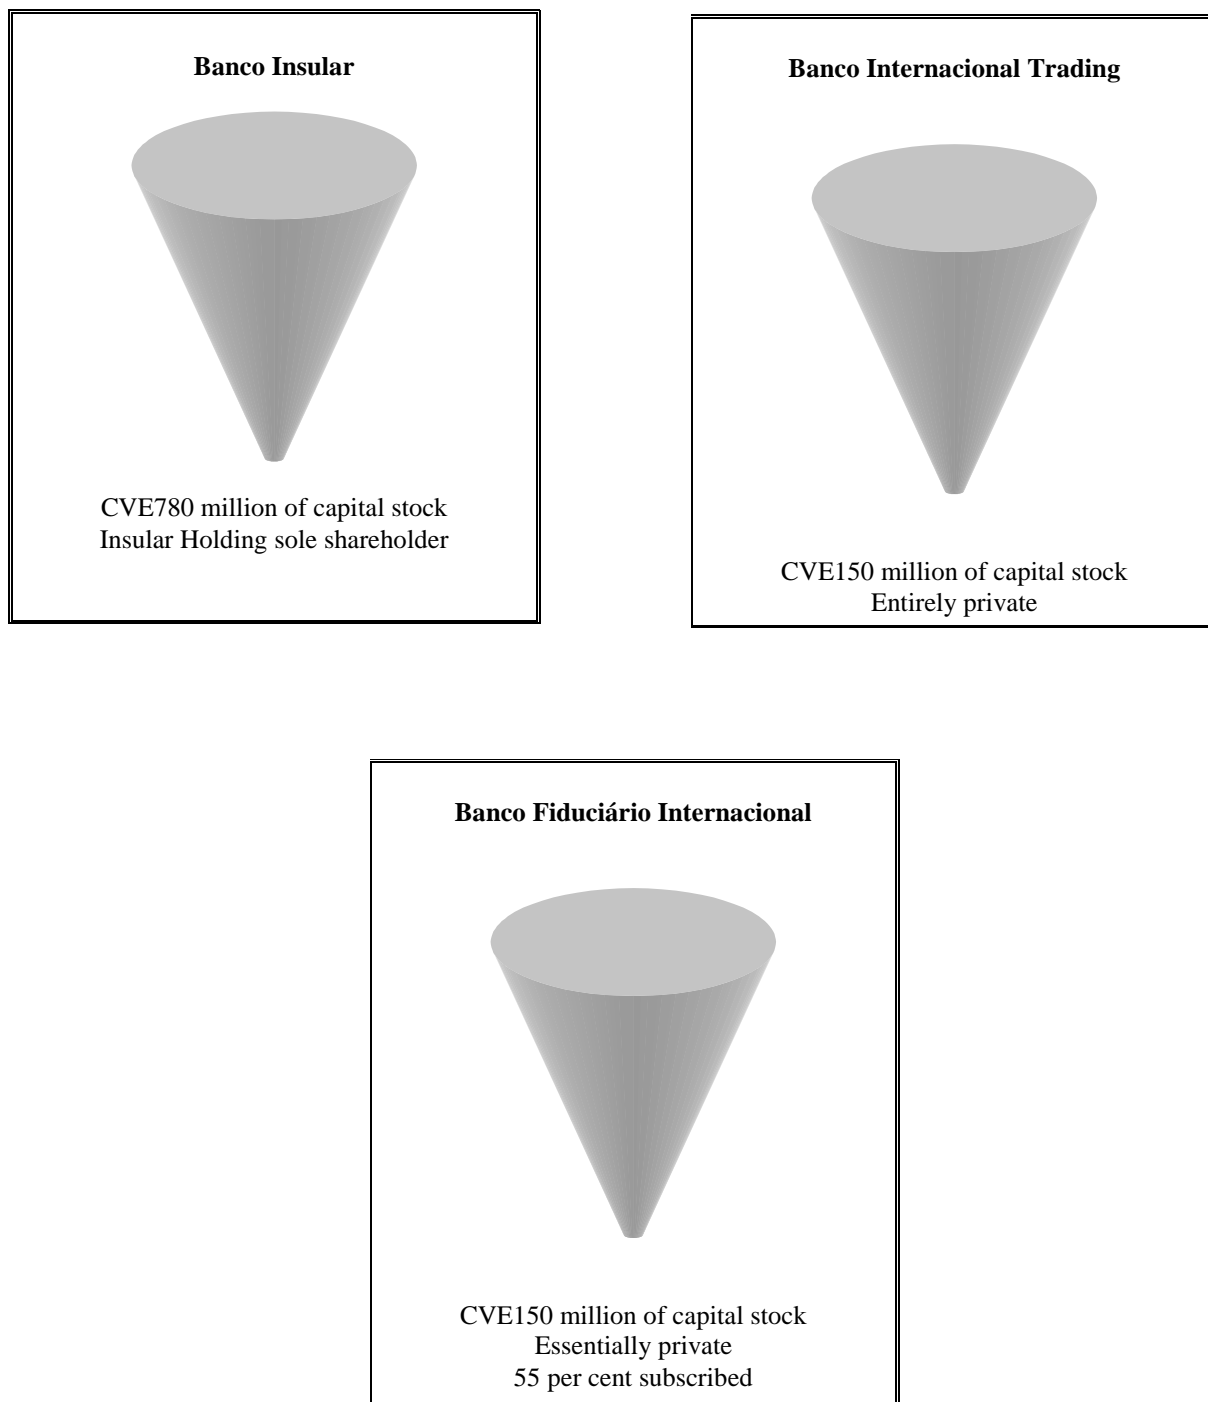 Banco Insular
CVE780 million of capital stock
Insular Holding sole shareholder
Banco Internacional Trading
CVE150 million of capital stock
Entirely private
Banco Fiduciário Internacional
CVE150 million of capital stock
Essentially private
55 per cent subscribed